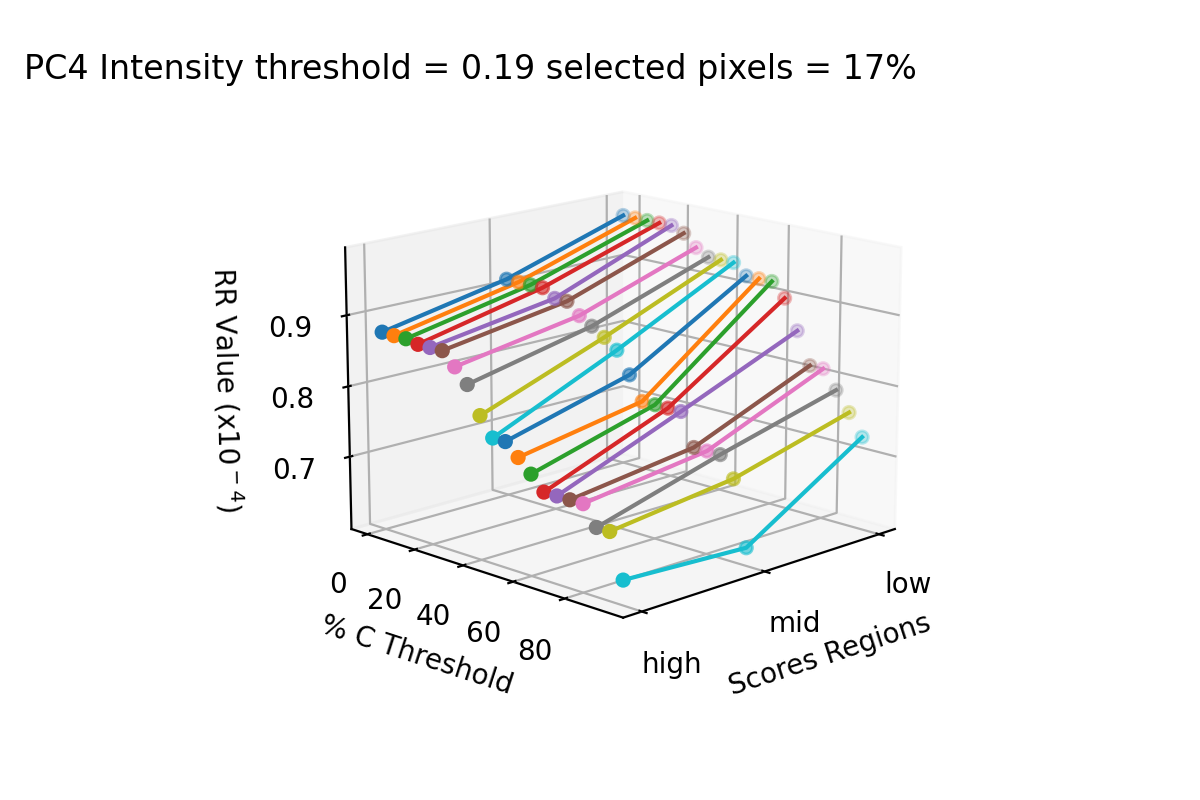 PC4 Intensity threshold = 0.19 selected pixels = 17%
RR Value (x10⁻⁴)
0.9
0.8
0.7
0
20
40
60
80
% C Threshold
high
mid
low
Scores Regions